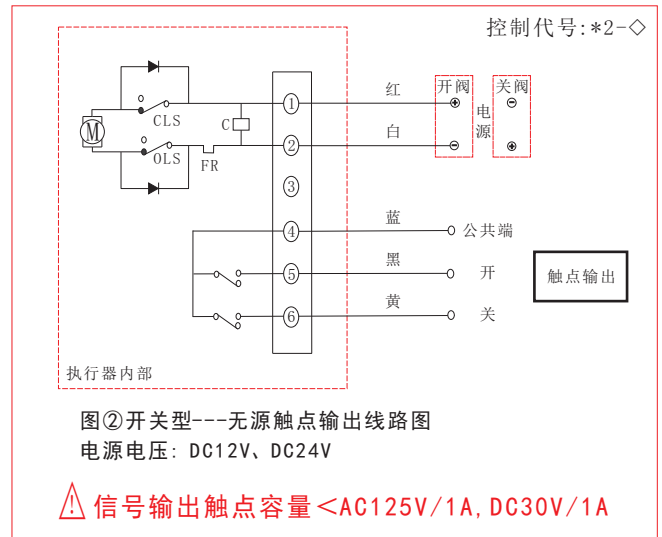 控制代号:*2-◇
红
开阀
关阀
CLS
C
①
⊕
电
⊖
M
白
源
OLS
FR
②
⊖
⊕
③
蓝
④
公共端
黑
⑤
开
触点输出
黄
⑥
关
执行器内部
图②开关型---无源触点输出线路图
电源电压: DC12V、DC24V
⚠信号输出触点容量<AC125V/1A,DC30V/1A